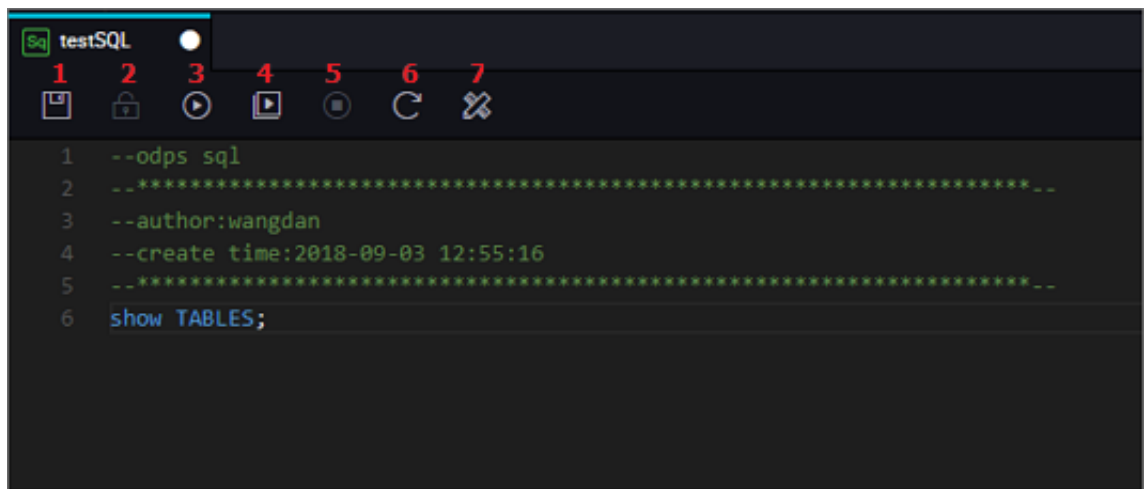 Sq testSQL
1 2 3 4 5 6 7
1 --odps sql
2 --********************************************************************--
3 --author:wangdan
4 --create time:2018-09-03 12:55:16
5 --********************************************************************--
6 show TABLES;